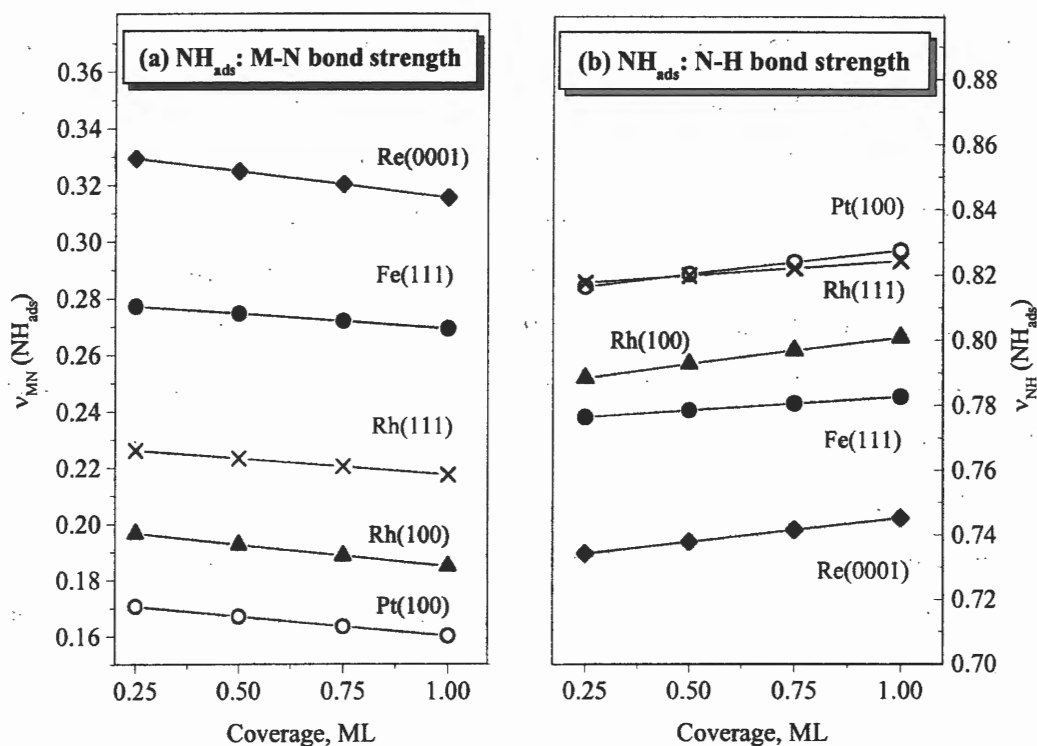 (a) NHads: M-N bond strength
0.36
0.34
0.32
0.30
0.28
0.26
0.24
0.22
0.20
0.18
0.16
νMN (NHads)
Re(0001)
Fe(111)
Rh(111)
Rh(100)
Pt(100)
0.25 0.50 0.75 1.00
Coverage, ML
(b) NHads: N-H bond strength
Pt(100)
Rh(111)
Rh(100)
Fe(111)
Re(0001)
0.88
0.86
0.84
0.82
0.80
0.78
0.76
0.74
0.72
0.70
νNH (NHads)
0.25 0.50 0.75 1.00
Coverage, ML